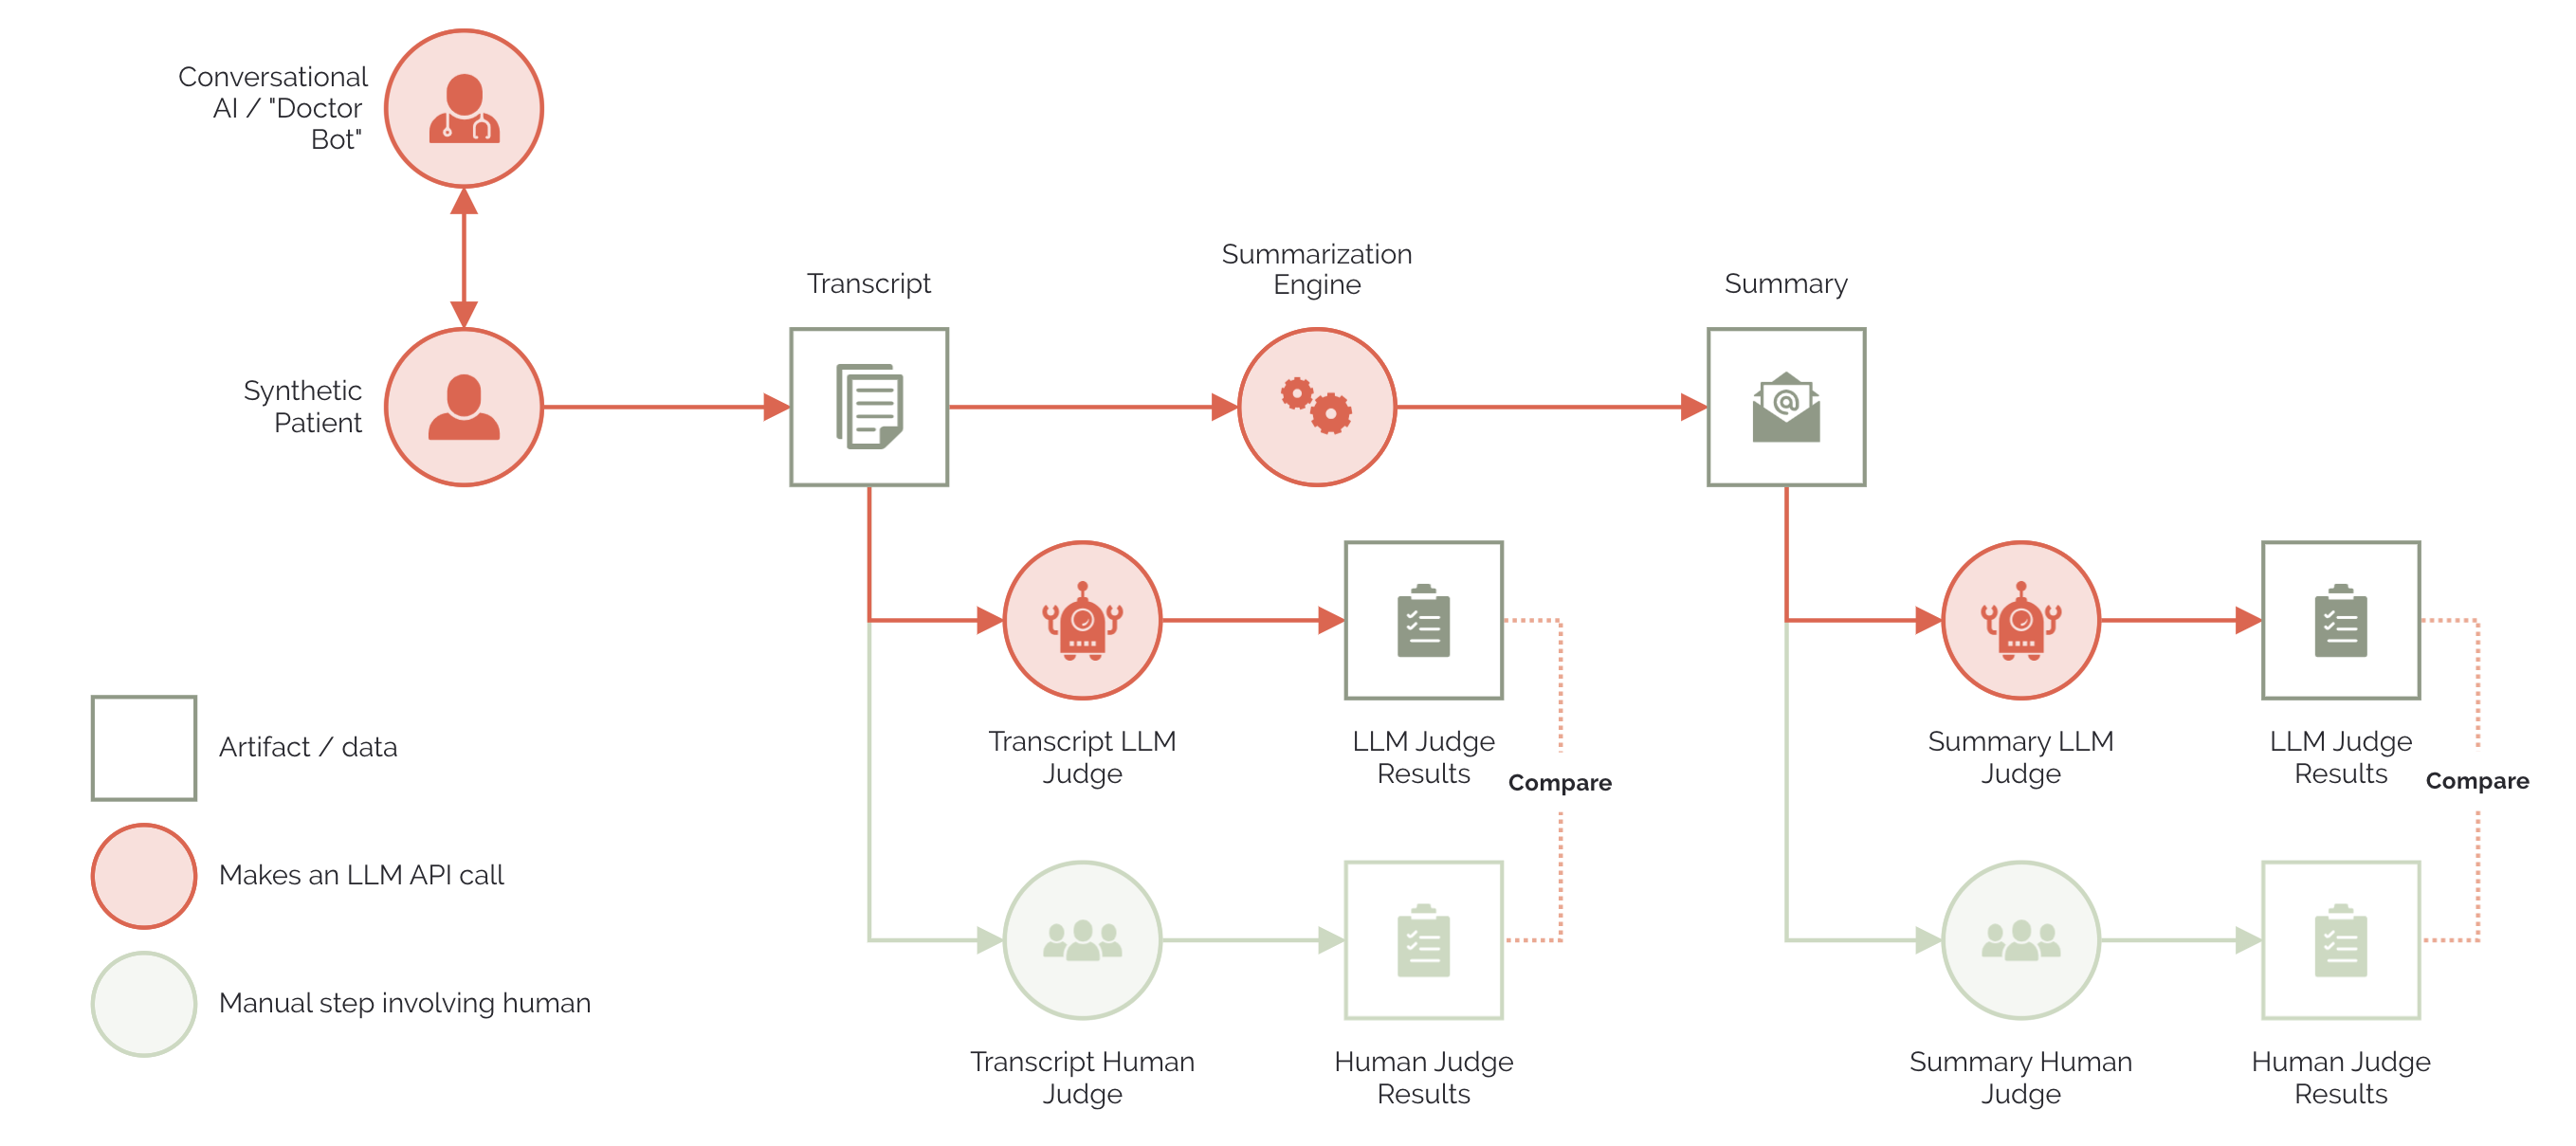 Conversational
AI / "Doctor
Bot"
Synthetic
Patient
Transcript
Summarization
Engine
Summary
Transcript LLM
Judge
LLM Judge
Results
Compare
Summary LLM
Judge
LLM Judge
Results
Compare
Artifact / data
Makes an LLM API call
Manual step involving human
Transcript Human
Judge
Human Judge
Results
Summary Human
Judge
Human Judge
Results